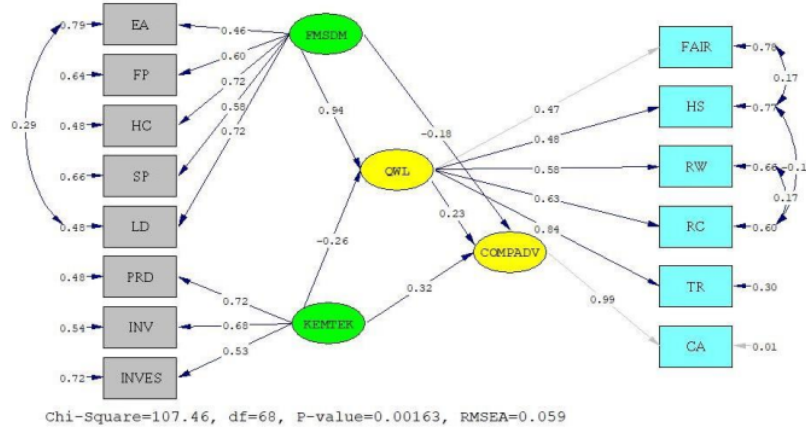 0.79 EA 0.46 FMSDM FAIR 0.78
0.17
0.64 FP 0.60
0.72 0.47 HS 0.77
0.48 HC 0.58 0.94 -0.18 0.48
0.29 0.72
0.66 SP QWL 0.58 RW 0.66 -0.1
0.63 0.17
0.48 LD 0.23 0.84 RC 0.60
-0.26 COMPADV
0.48 PRD 0.72 0.32 TR 0.30
0.54 INV 0.68 KEMTEK 0.99
0.53 CA 0.01
0.72 INVES
Chi-Square=107.46, df=68, P-value=0.00163, RMSEA=0.059